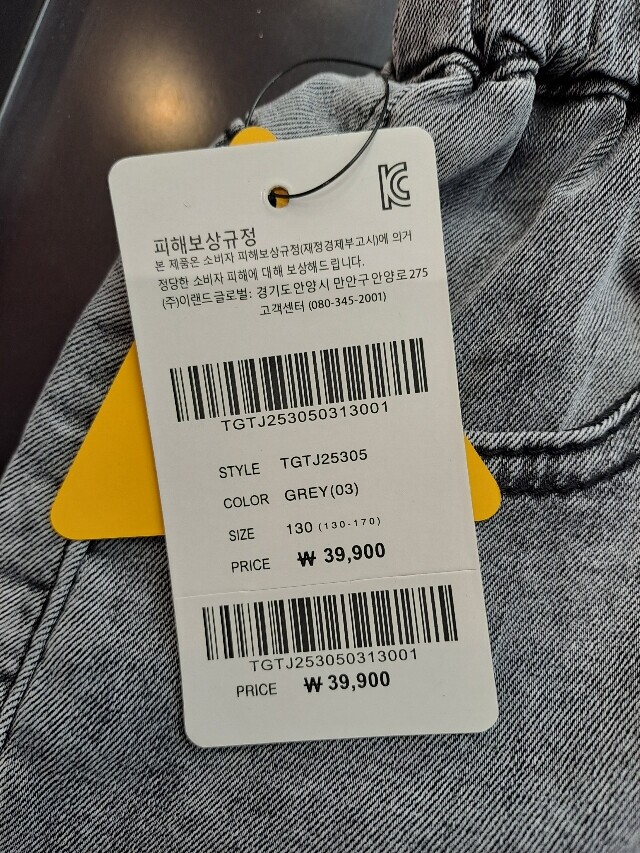 KC
피해보상규정
본 제품은 소비자 피해보상규정(재정경제부고시)에 의거
정당한 소비자 피해에 대해 보상해드립니다.
(주)이랜드글로벌: 경기도 안양시 만안구 안양로 275
고객센터 (080-345-2001)
TGTJ253050313001
STYLE TGTJ25305
COLOR GREY(03)
SIZE 130 (130-170)
PRICE ₩ 39,900
TGTJ253050313001
PRICE ₩ 39,900